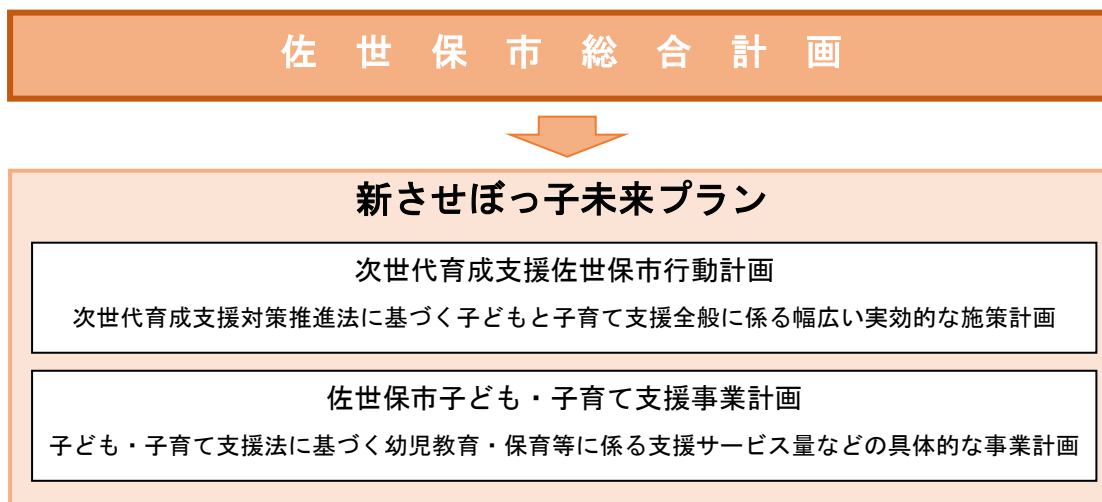 佐世保市総合計画
新させぼっ子未来プラン
次世代育成支援佐世保市行動計画
次世代育成支援対策推進法に基づく子どもと子育て支援全般に係る幅広い実効的な施策計画
佐世保市子ども・子育て支援事業計画
子ども・子育て支援法に基づく幼児教育・保育等に係る支援サービス量などの具体的な事業計画